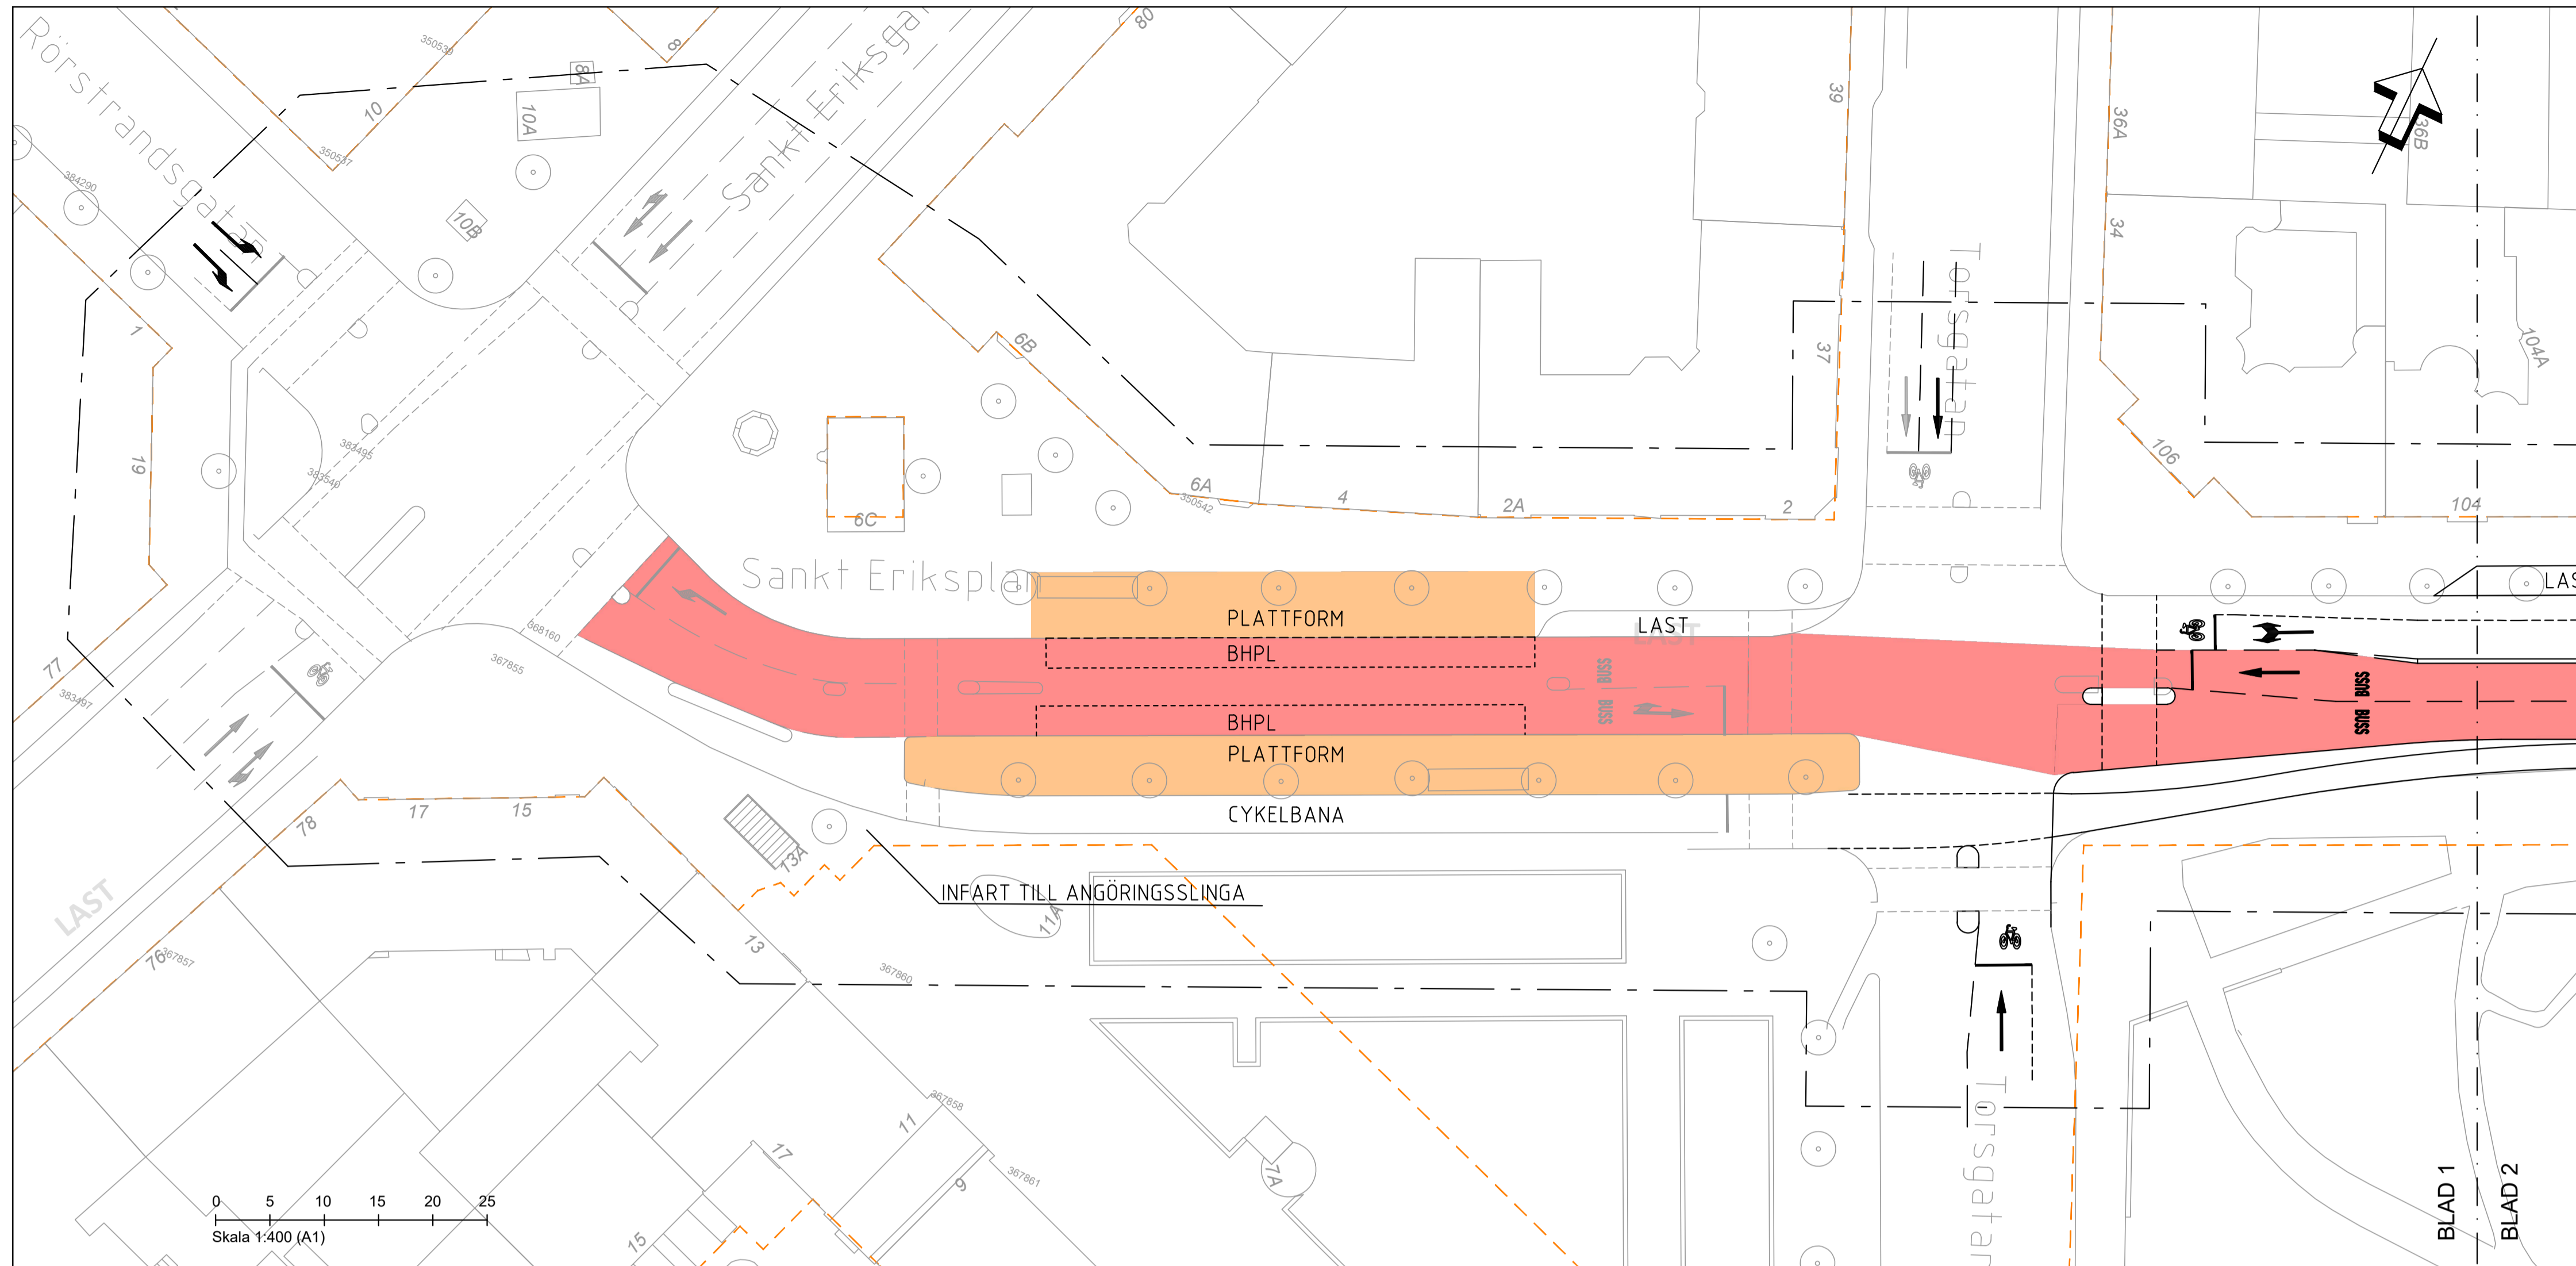 Rörstrandsgatan
Sankt Eriksga
350539
8
8A
80
10
10A
350537
384290
10B
39
36A
36B
34
Torsgatan
1
6B
37
104A
19
383495
383540
106
6A
350542
4
2A
2
104
6C
Sankt Eriksplan
PLATTFORM
LAST
LAST
LAS
BHPL
BUSS BUSS
BUSS BUSS
368160
367855
77
383497
BHPL
PLATTFORM
CYKELBANA
17
15
78
13A
LAST
INFART TILL ANGÖRINGSSLINGA
11A
13
76
367857
367860
367858
11
17
9
367861
7A
15
Torsgatan
0 5 10 15 20 25
Skala 1:400 (A1)
BLAD 1
BLAD 2